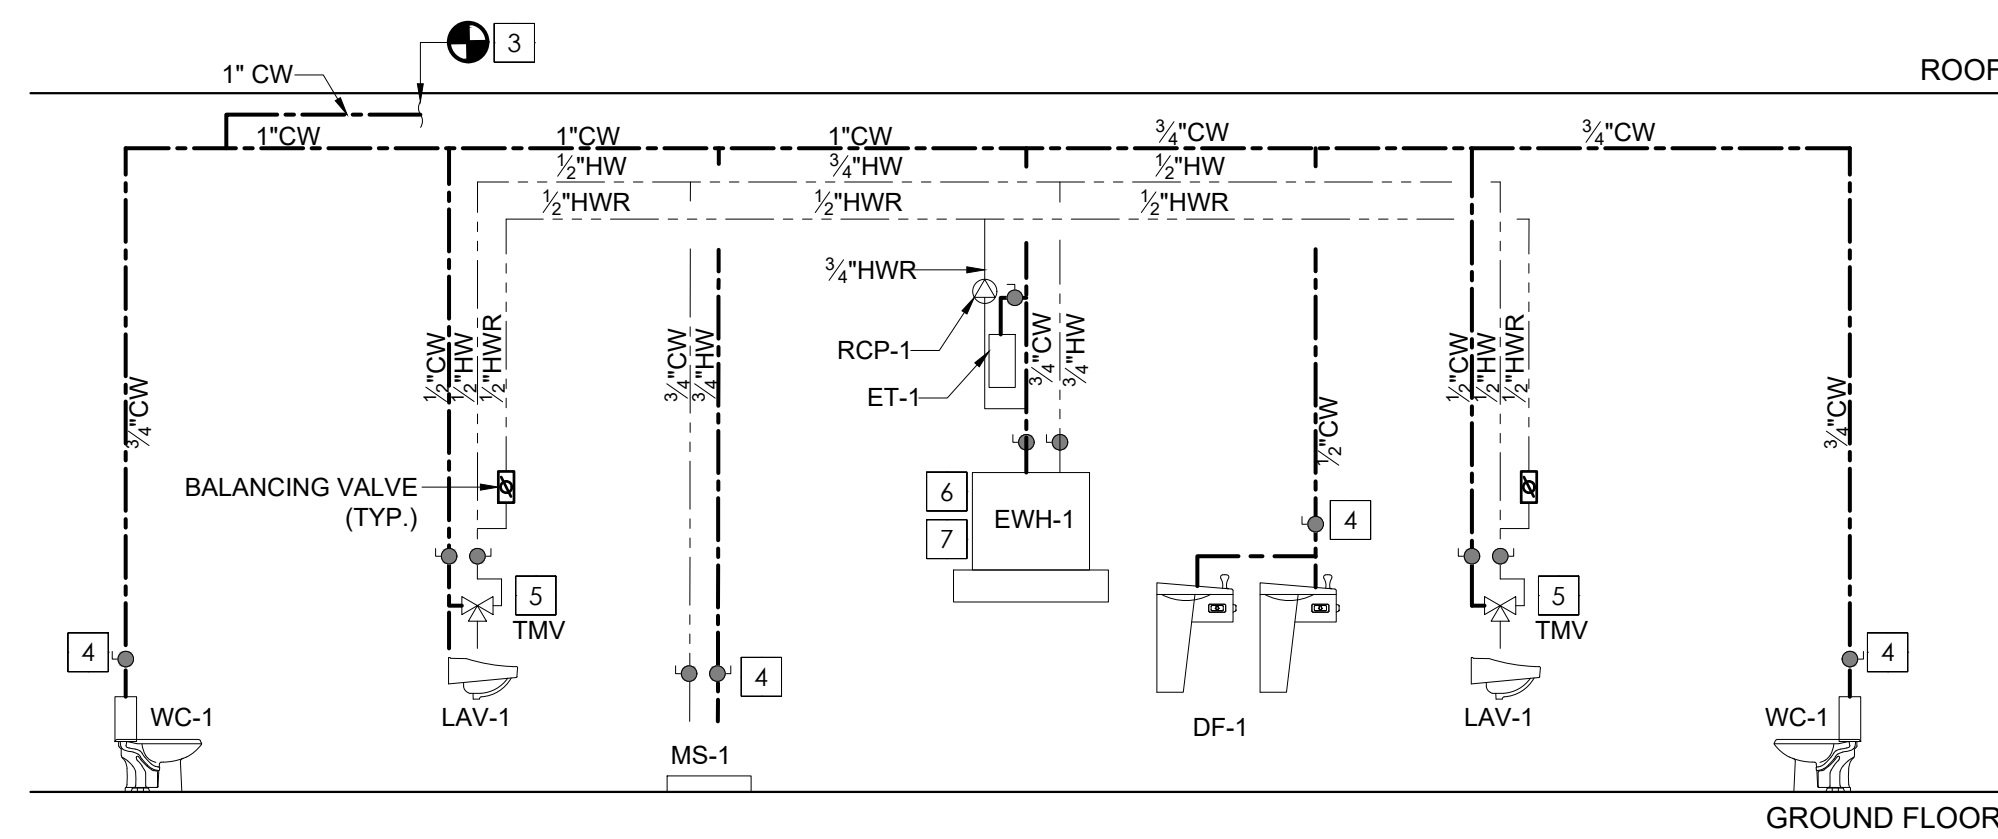 3
ROOF
1" CW
1"CW
1"CW
1"CW
¾"CW
¾"CW
½"HW
¾"HW
½"HW
½"HWR
½"HWR
½"HWR
¾"HWR
RCP-1
ET-1
¾"CW
½"CW
½"HW
½"HWR
¾"CW
¾"HW
¾"CW
¾"HW
½"CW
½"CW
½"HW
½"HWR
¾"CW
BALANCING VALVE
(TYP.)
6
7
EWH-1
4
5
TMV
5
TMV
4
4
4
WC-1
LAV-1
MS-1
DF-1
LAV-1
WC-1
GROUND FLOOR